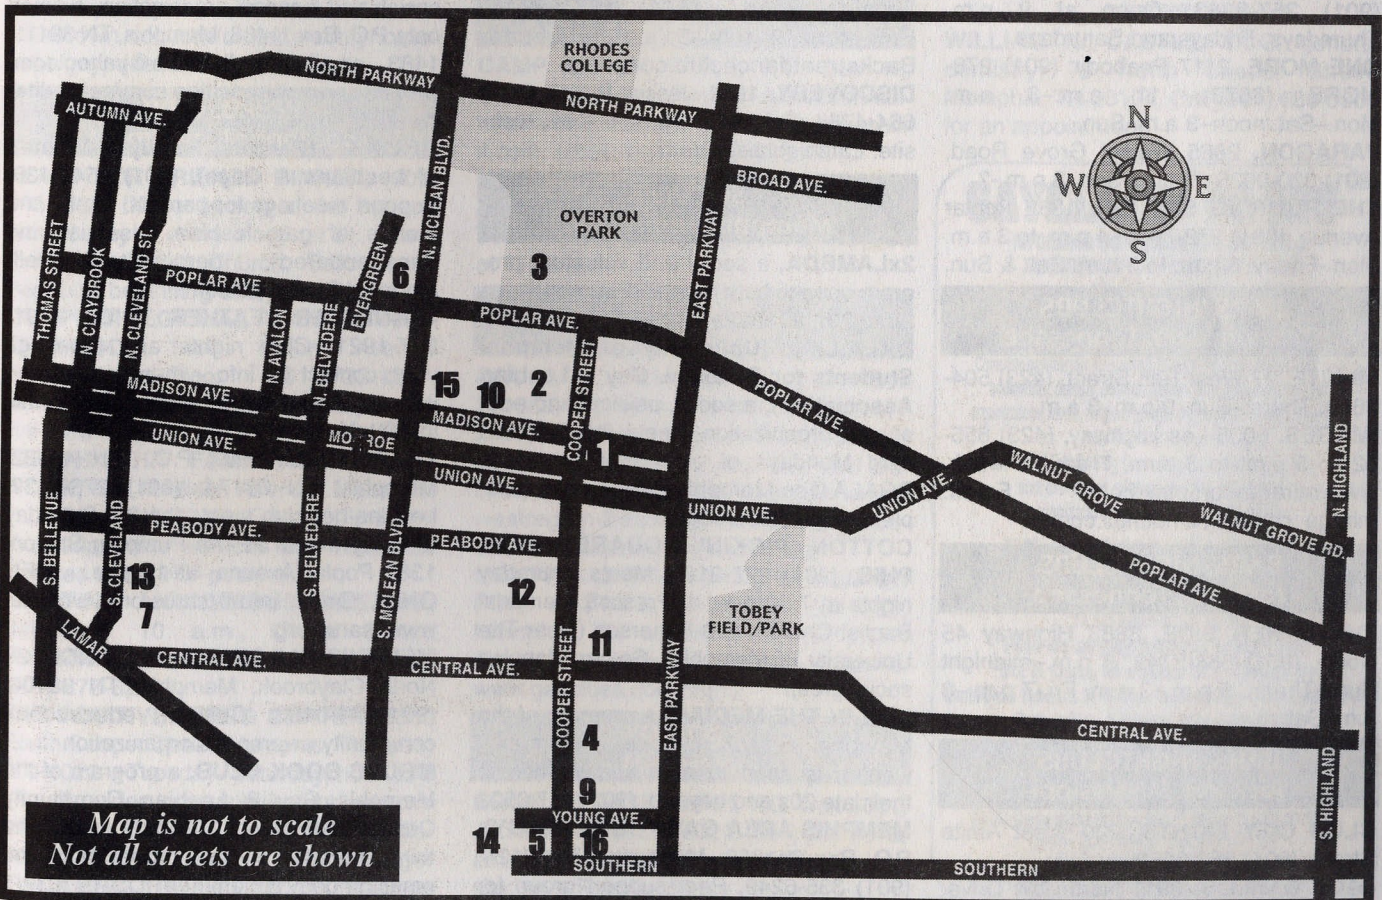 RHODES
COLLEGE
NORTH PARKWAY
NORTH PARKWAY
AUTUMN AVE.
N
W E
S
BROAD AVE.
N. MCLEAN BLVD.
OVERTON
PARK
THOMAS STREET
N. CLAYBROOK
N. CLEVELAND ST.
POPLAR AVE.
EVERGREEN
6
3
EAST PARKWAY
POPLAR AVE.
N. AVALON
N. BELVEDERE
MADISON AVE.
15
10
2
COOPER STREET
POPLAR AVE.
MADISON AVE.
UNION AVE.
1
UNION AVE.
UNION AVE.
UNION AVE.
WALNUT GROVE
WALNUT GROVE RD.
N. HIGHLAND
S. BELLEVUE
S. CLEVELAND
PEABODY AVE.
S. BELVEDERE
S. MCLEAN BLVD.
PEABODY AVE.
POPLAR AVE.
13
7
12
TOBEY
FIELD/PARK
LAMAR
CENTRAL AVE.
CENTRAL AVE.
11
COOPER STREET
EAST PARKWAY
4
CENTRAL AVE.
9
S. HIGHLAND
YOUNG AVE.
14
5
16
SOUTHERN
SOUTHERN
Map is not to scale
Not all streets are shown